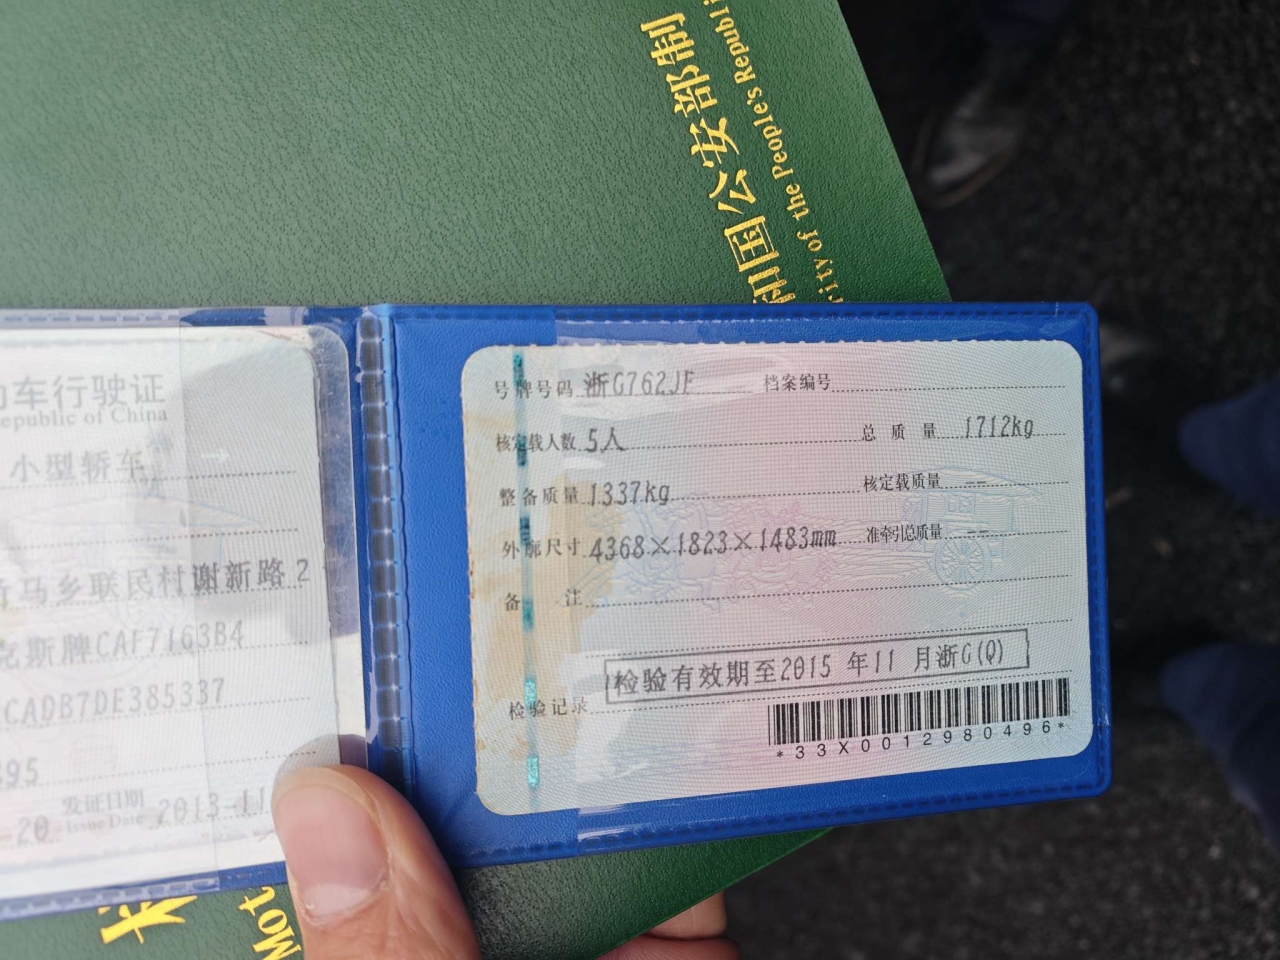 和国公安部制
rity of the People's Republi
动车行驶证
epublic of China
小型轿车
马乡联民村谢新路2
克斯牌CAF7163B4
CADB7DE385337
495
-20 发证日期 2013-11
Issue Date
号牌号码 浙G762JF 档案编号
核定载人数 5人 总质量 1712kg
整备质量 1337kg 核定载质量 --
外廓尺寸 4368×1823×1483mm 准牵引总质量 --
备注
检验有效期至2015 年11 月浙G(Q)
检验记录
*33X0012980496*
Mot